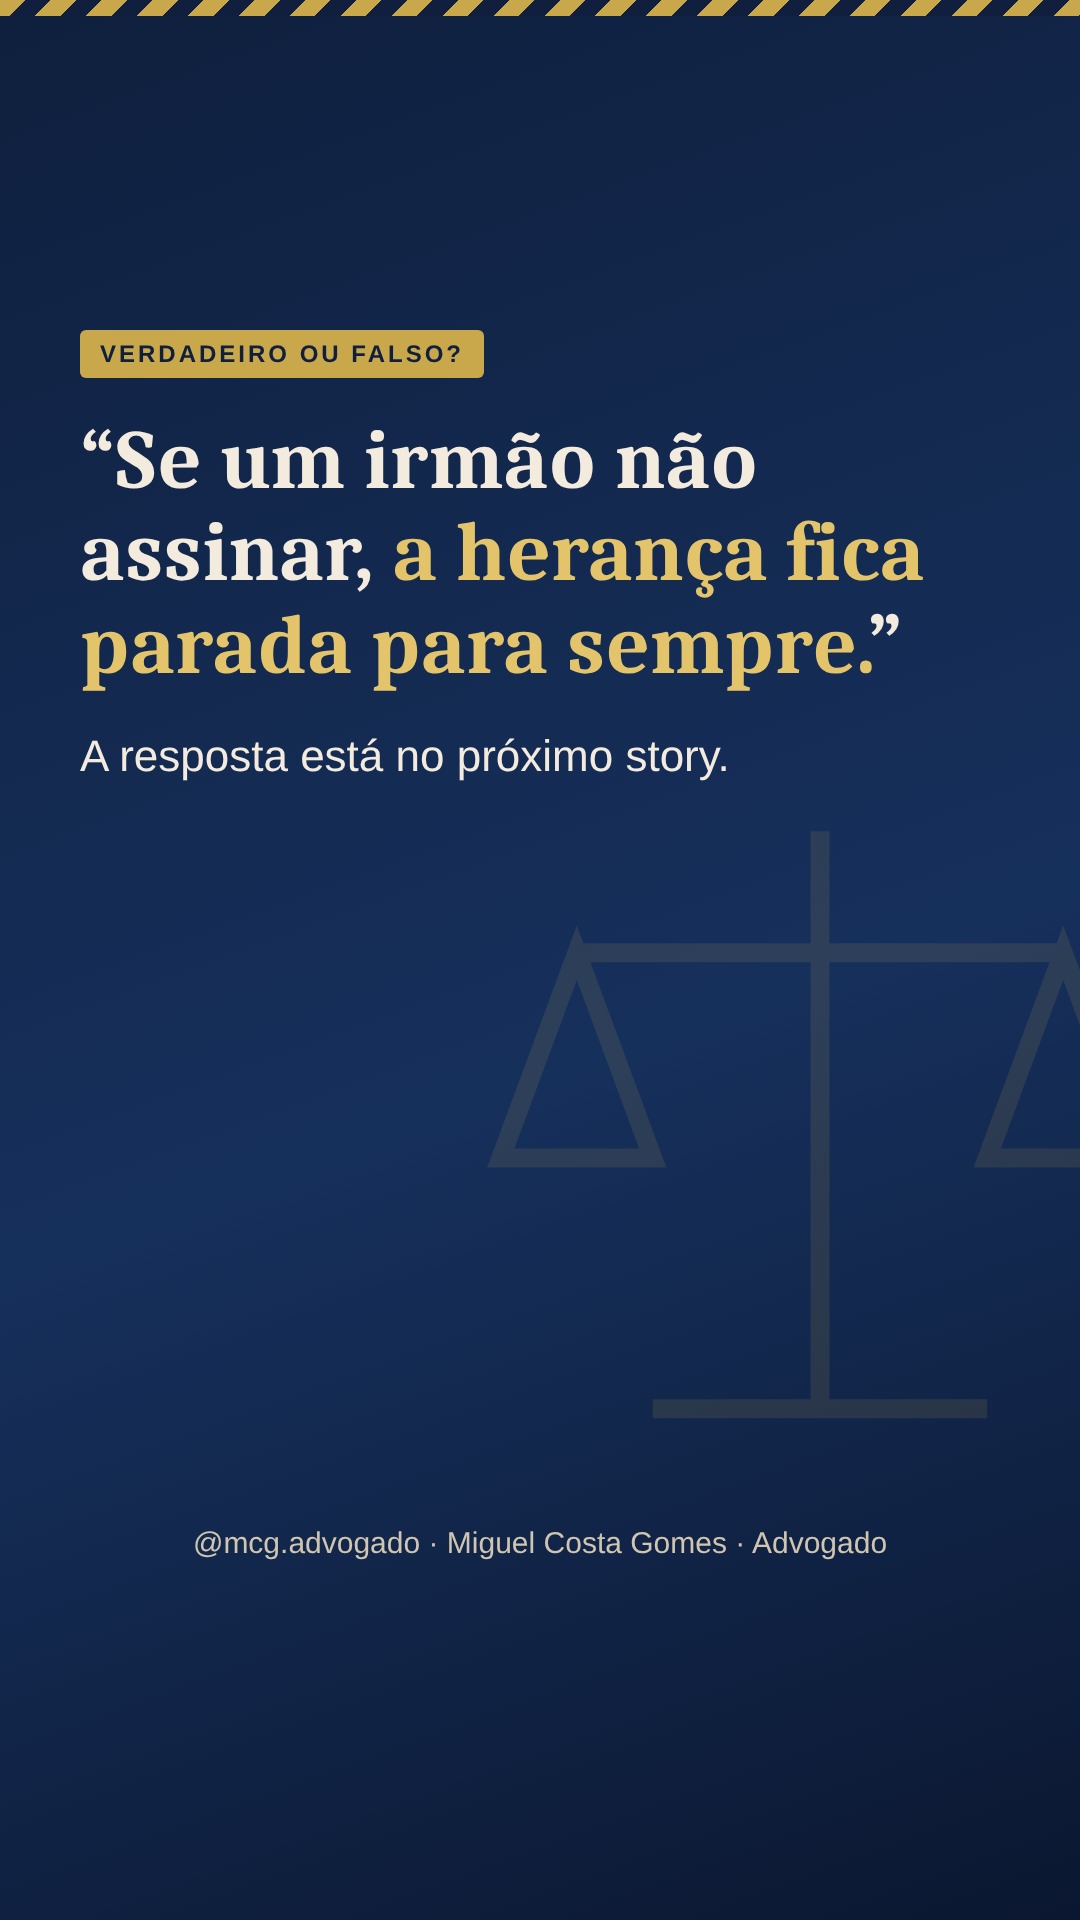 VERDADEIRO OU FALSO?
“Se um irmão não
assinar, a herança fica
parada para sempre.”
A resposta está no próximo story.
@mcg.advogado · Miguel Costa Gomes · Advogado